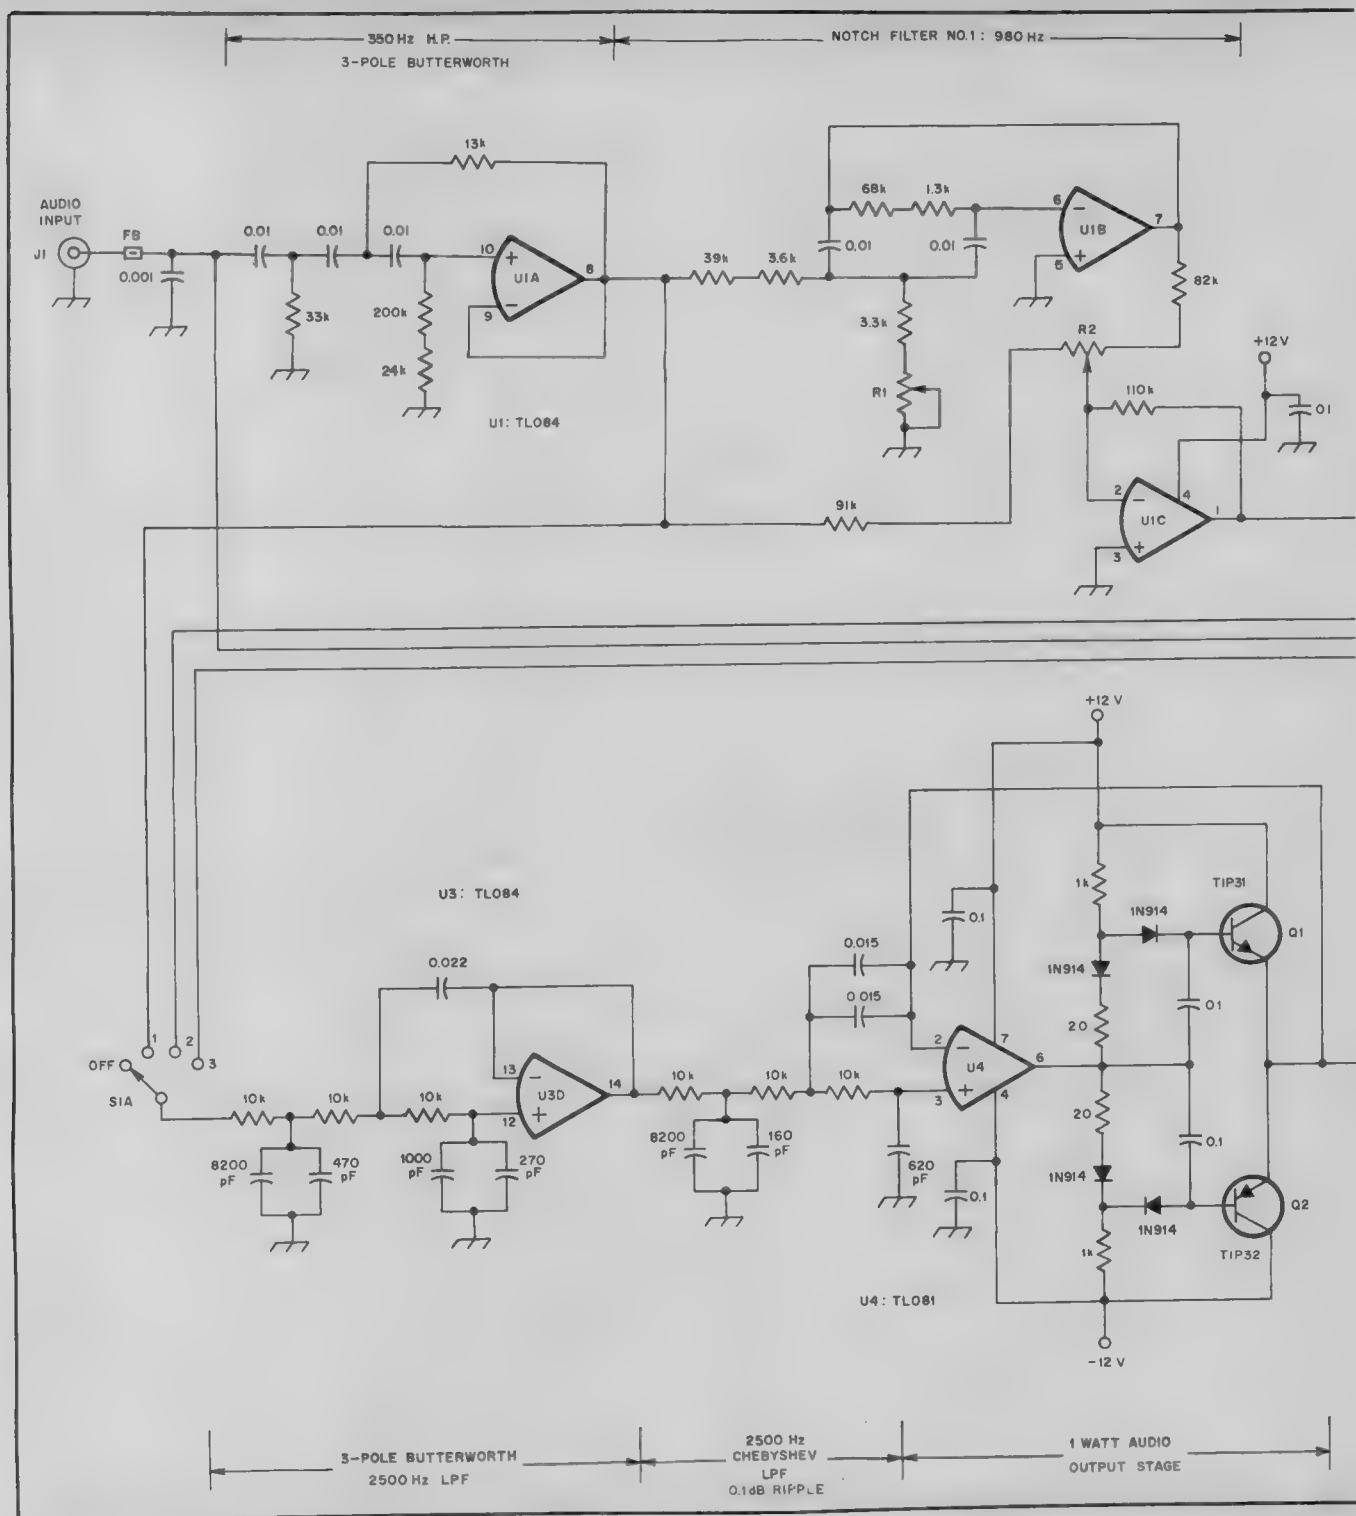 350Hz H.P.
3-POLE BUTTERWORTH
NOTCH FILTER NO.1: 980 Hz
13k
AUDIO
INPUT
J1
FB
0.001
0.01
0.01
0.01
33k
200k
24k
10
9
8
+
−
U1A
U1: TL084
39k
3.6k
68k
1.3k
0.01
0.01
3.3k
R1
6
5
7
−
+
U1B
82k
R2
110k
+12V
01
91k
2
3
4
1
−
+
U1C
+12 V
U3: TL084
0.022
OFF
1
2
3
S1A
10k
10k
10k
8200
pF
470
pF
1000
pF
270
pF
13
12
14
−
+
U3D
10k
10k
10k
8200
pF
160
pF
620
pF
0.015
0.015
0.1
0.1
2
3
7
4
6
−
+
U4
U4: TL081
1k
1N914
1N914
20
20
01
0.1
1N914
1N914
1k
TIP31
Q1
Q2
TIP32
-12 V
3-POLE BUTTERWORTH
2500 Hz LPF
2500 Hz
CHEBYSHEV
LPF
0.1dB RIPPLE
1 WATT AUDIO
OUTPUT STAGE